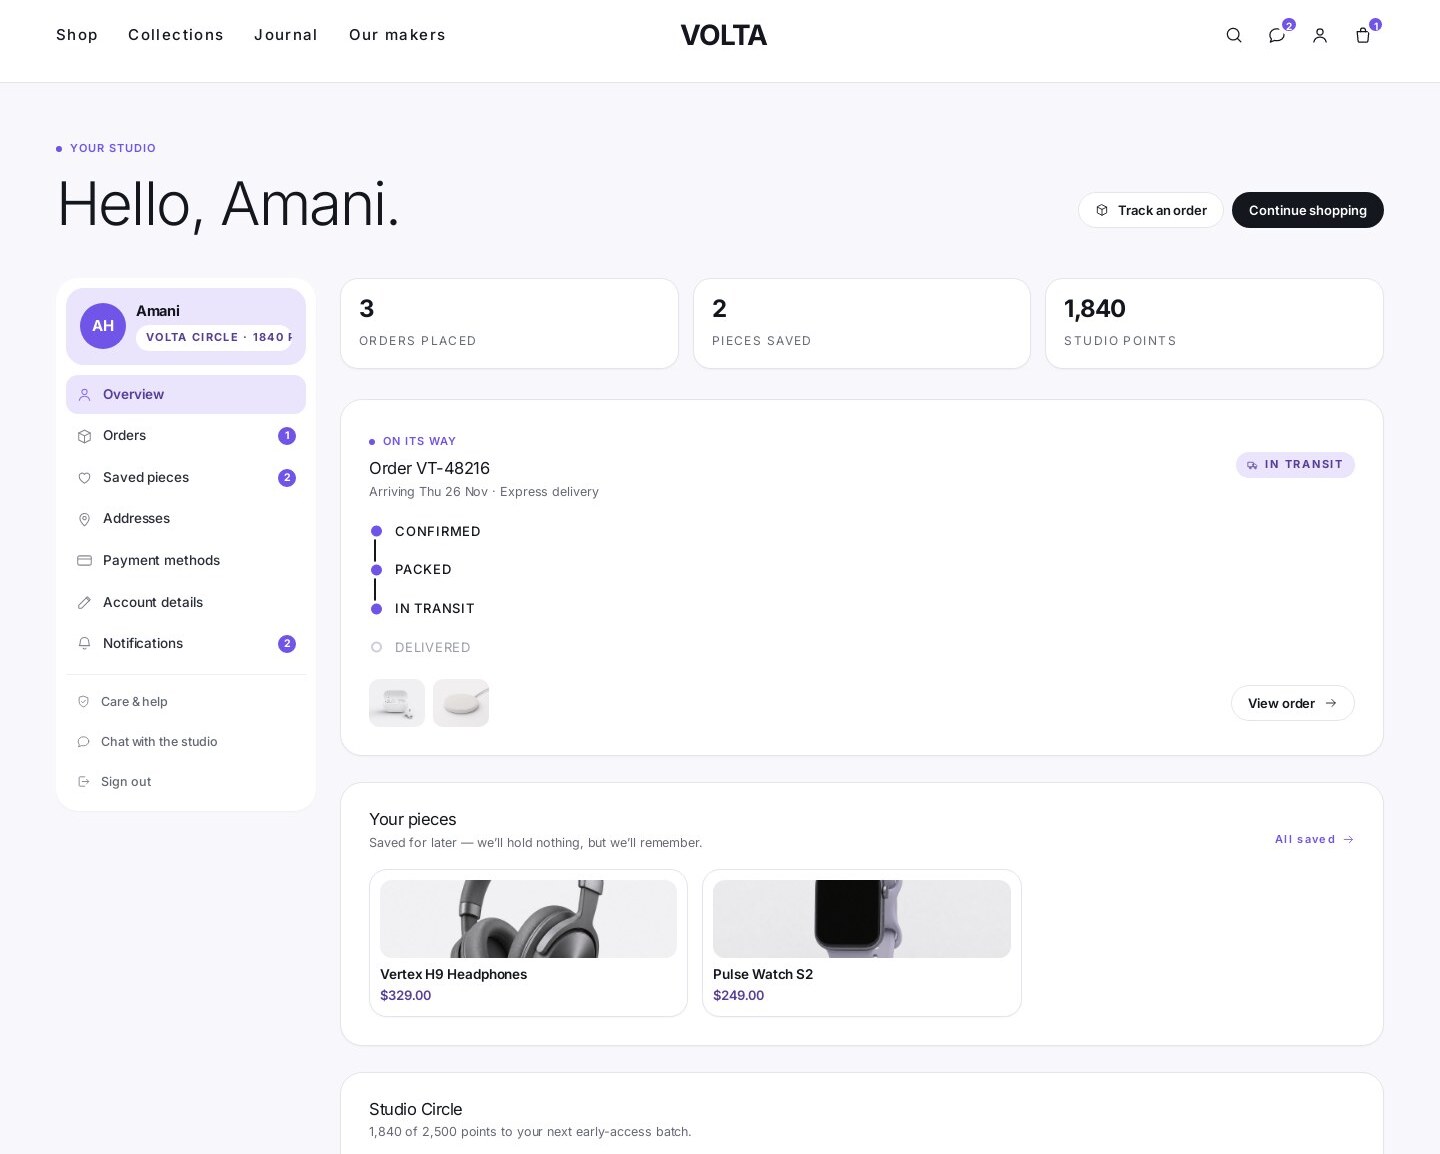 Shop Collections Journal Our makers VOLTA 2 1
YOUR STUDIO
Hello, Amani.
Track an order Continue shopping
AH Amani
VOLTA CIRCLE · 1840
Overview
Orders 1
Saved pieces 2
Addresses
Payment methods
Account details
Notifications 2
Care & help
Chat with the studio
Sign out
3
ORDERS PLACED
2
PIECES SAVED
1,840
STUDIO POINTS
ON ITS WAY
Order VT-48216
Arriving Thu 26 Nov · Express delivery
IN TRANSIT
CONFIRMED
PACKED
IN TRANSIT
DELIVERED
View order
Your pieces
Saved for later — we’ll hold nothing, but we’ll remember.
All saved
Vertex H9 Headphones
$329.00
Pulse Watch S2
$249.00
Studio Circle
1,840 of 2,500 points to your next early-access batch.